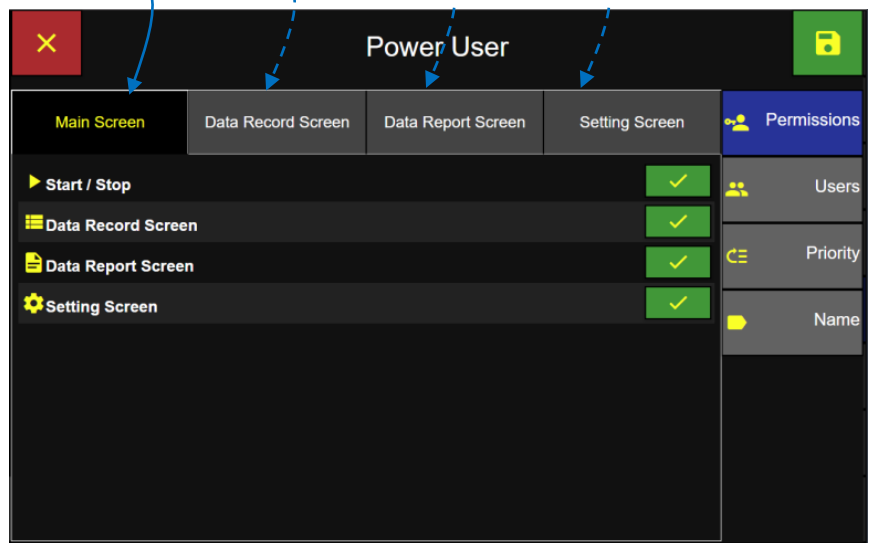 Power User
Main Screen
Data Record Screen
Data Report Screen
Setting Screen
Permissions
Start / Stop
Users
Data Record Screen
Data Report Screen
Priority
Setting Screen
Name